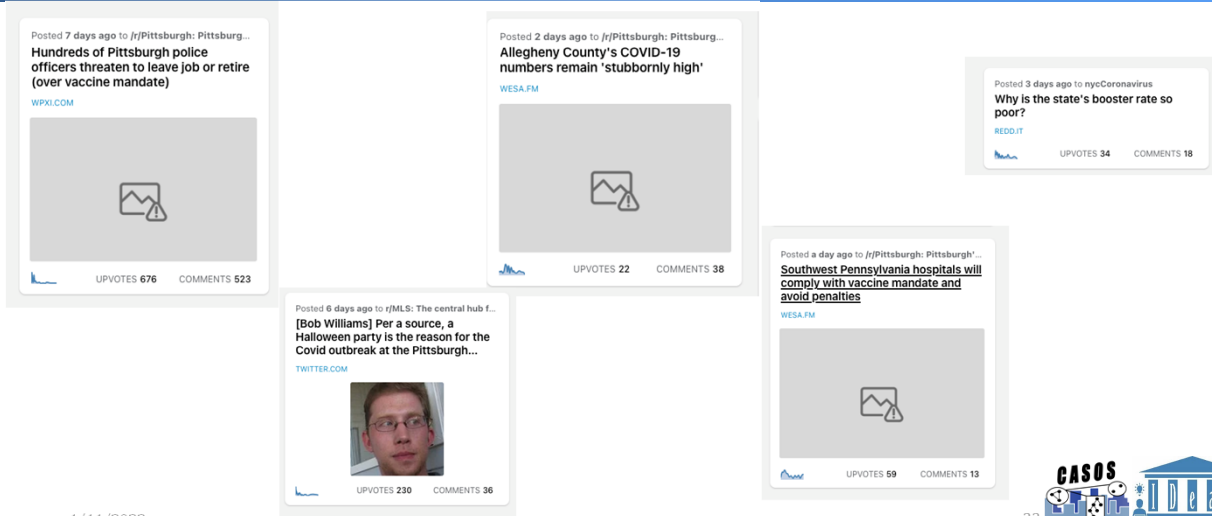 Posted 7 days ago to /r/Pittsburgh: Pittsburg...
Hundreds of Pittsburgh police
officers threaten to leave job or retire
(over vaccine mandate)
WPXI.COM
UPVOTES 676 COMMENTS 523
Posted 6 days ago to r/MLS: The central hub f...
[Bob Williams] Per a source, a
Halloween party is the reason for the
Covid outbreak at the Pittsburgh...
TWITTER.COM
UPVOTES 230 COMMENTS 36
Posted 2 days ago to /r/Pittsburgh: Pittsburg...
Allegheny County's COVID-19
numbers remain 'stubbornly high'
WESA.FM
UPVOTES 22 COMMENTS 38
Posted a day ago to /r/Pittsburgh: Pittsburgh'...
Southwest Pennsylvania hospitals will
comply with vaccine mandate and
avoid penalties
WESA.FM
UPVOTES 59 COMMENTS 13
Posted 3 days ago to nycCoronavirus
Why is the state's booster rate so
poor?
REDD.IT
UPVOTES 34 COMMENTS 18
CASOS